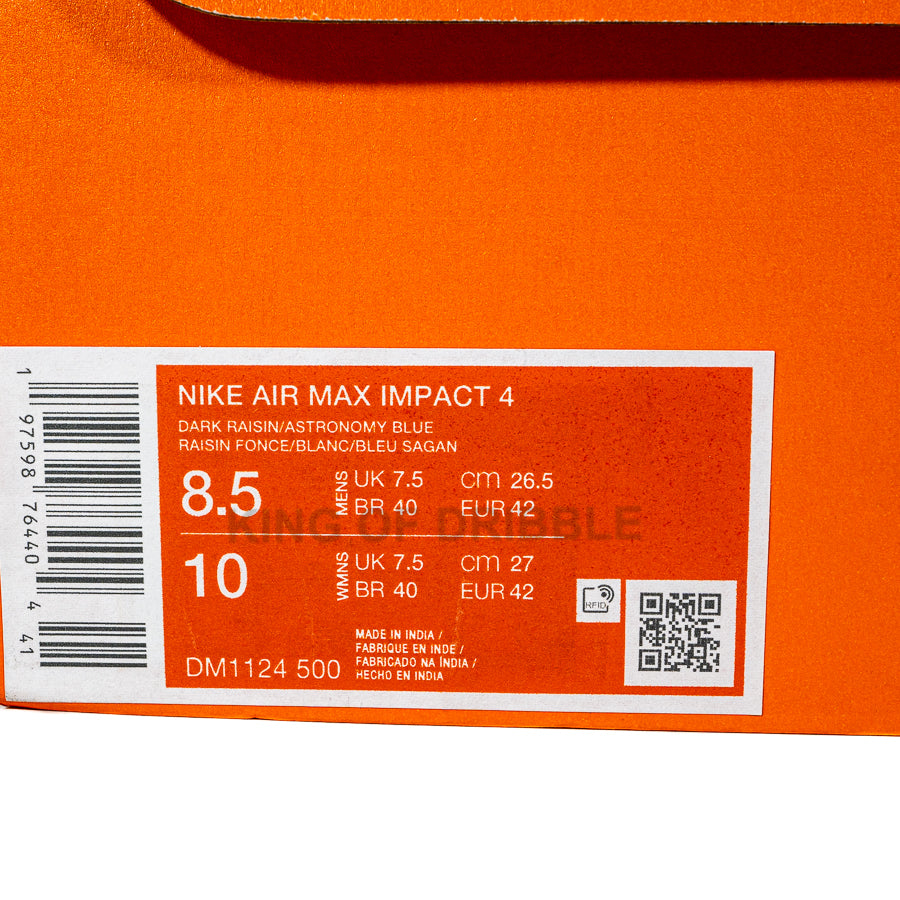 NIKE AIR MAX IMPACT 4
DARK RAISIN/ASTRONOMY BLUE
RAISIN FONCE/BLANC/BLEU SAGAN
8.5 MENS UK 7.5 CM 26.5
BR 40 EUR 42
KING OF DRIBBLE
10 WMNS UK 7.5 CM 27
BR 40 EUR 42
RFID
MADE IN INDIA /
FABRIQUE EN INDE /
FABRICADO NA ÍNDIA /
HECHO EN INDIA
DM1124 500
1 97598 76440 4 41